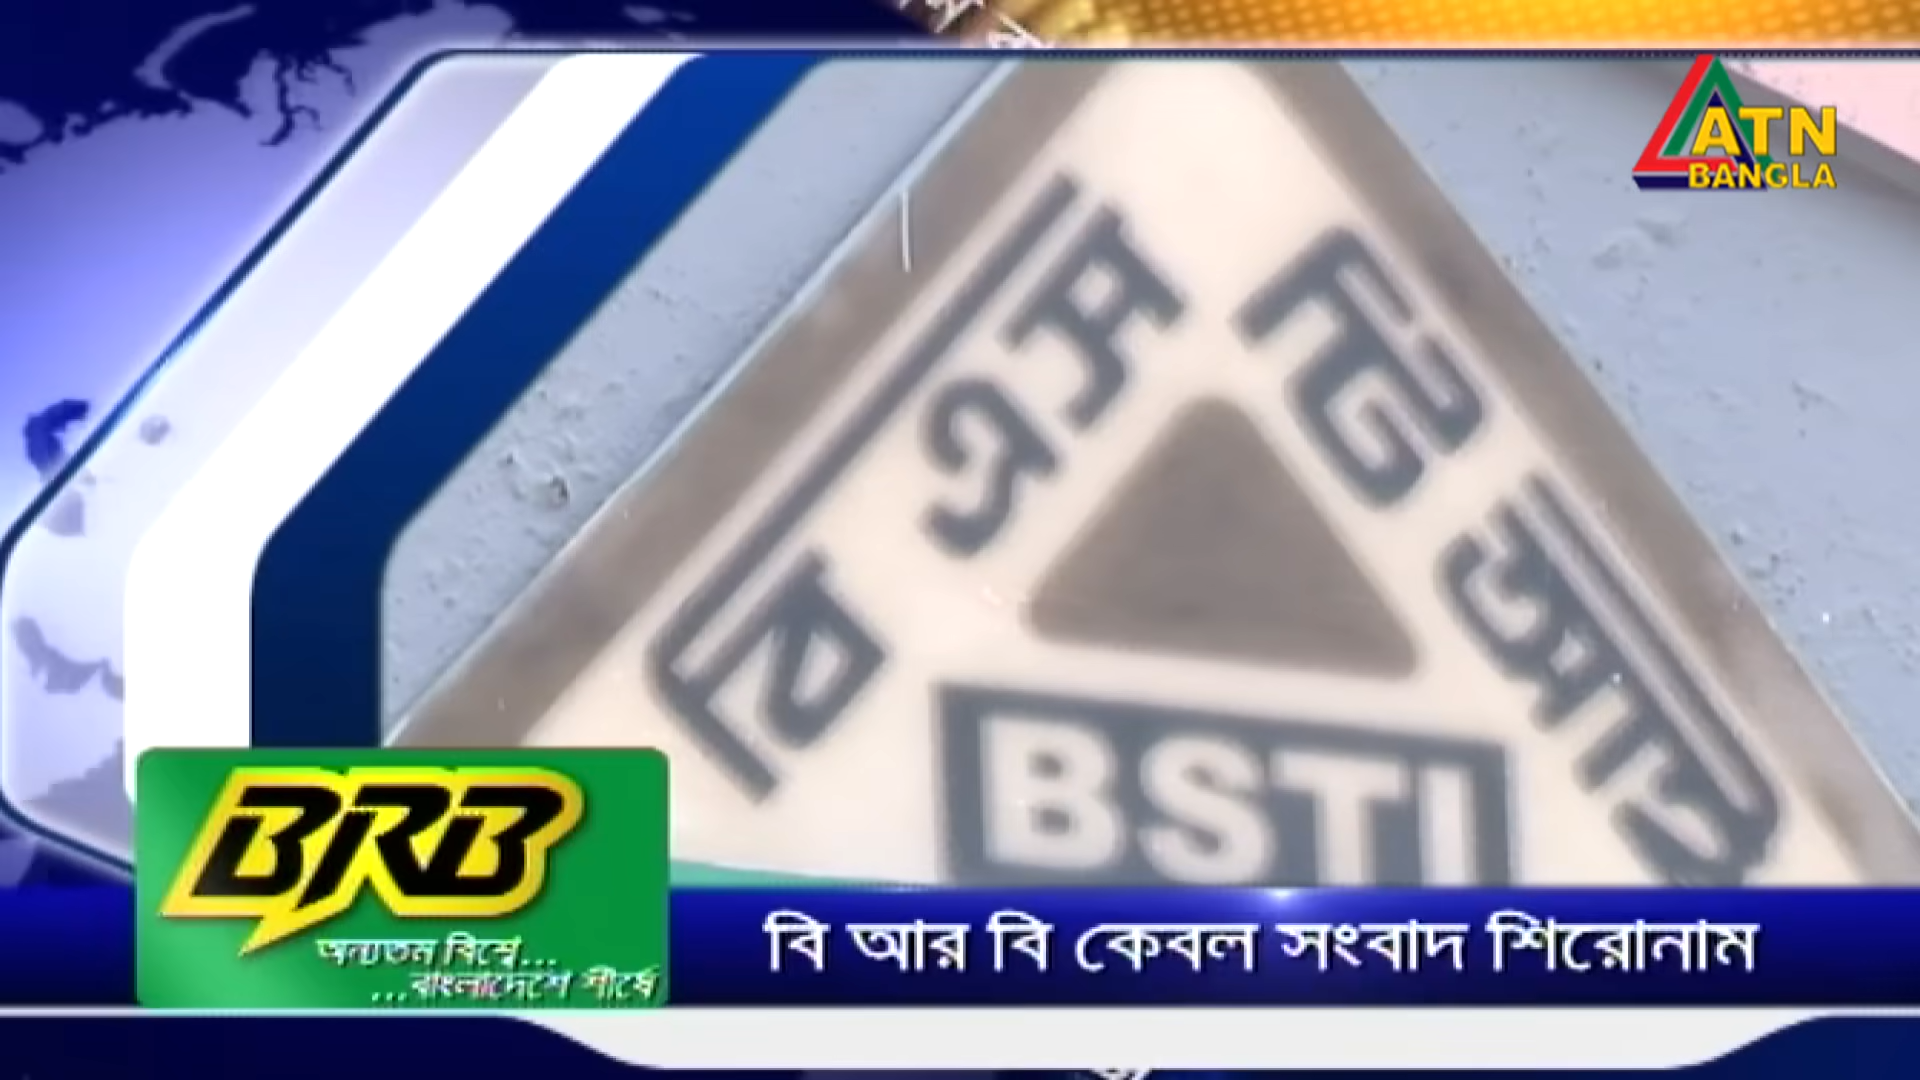 ATN
BANGLA
বি এস টি আই
BSTI
BRB
অন্যতম বিশ্বে...
...বাংলাদেশে শীর্ষে
বি আর বি কেবল সংবাদ শিরোনাম